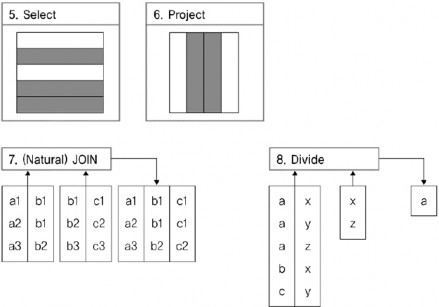 5. Select
6. Project
7. (Natural) JOIN
8. Divide
a1 b1 b1 c1 a1 b1 c1
a2 b1 b2 c2 a2 b1 c1
a3 b2 b3 c3 a3 b2 c2
a x x a
a y z
a z
b x
c y